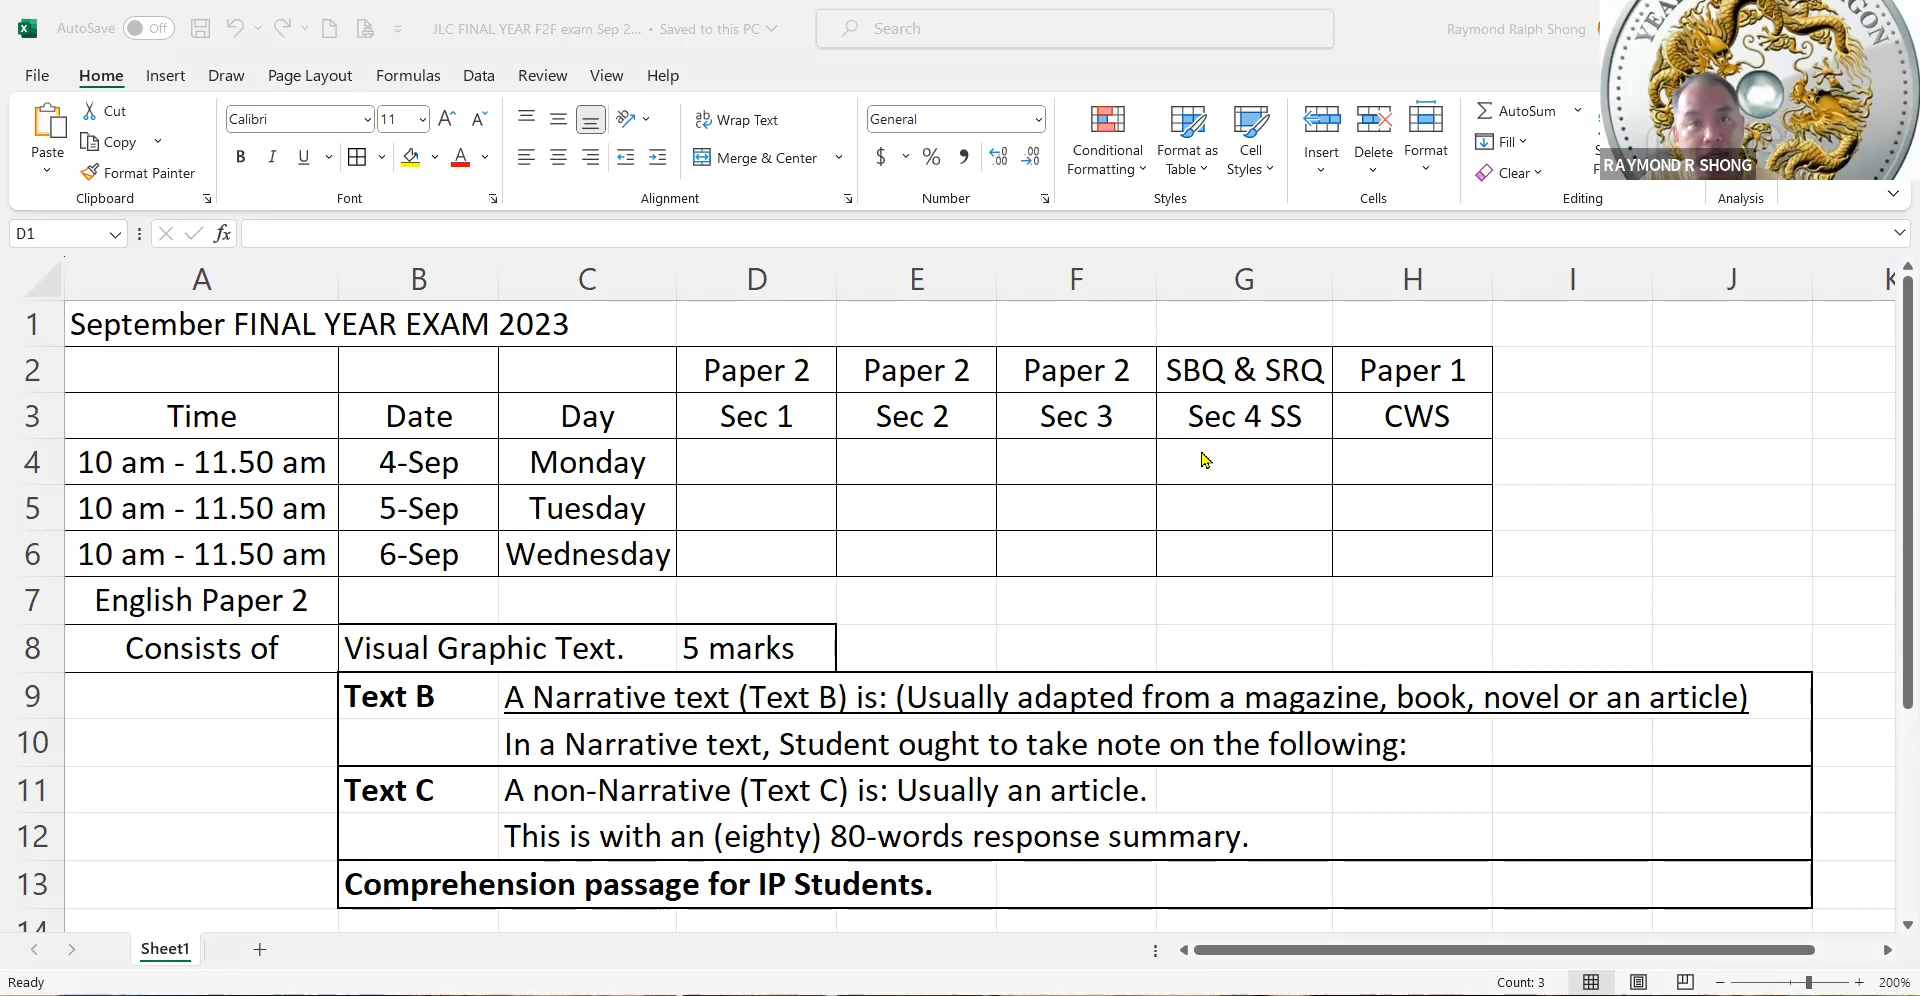 AutoSave Off JLC FINAL YEAR F2F exam Sep 2... • Saved to this PC Search Raymond Ralph Shong
File Home Insert Draw Page Layout Formulas Data Review View Help
Cut
Copy
Format Painter
Paste
Clipboard
Calibri 11
B I U
Font
Wrap Text
Merge & Center
Alignment
General
$ % ,
Number
Conditional Formatting
Format as Table
Cell Styles
Styles
Insert Delete Format
Cells
AutoSum
Fill
Clear
Editing
Analysis
YEA GON
RAYMOND R SHONG
D1 fx
A B C D E F G H I J K
1 September FINAL YEAR EXAM 2023
2 Paper 2 Paper 2 Paper 2 SBQ & SRQ Paper 1
3 Time Date Day Sec 1 Sec 2 Sec 3 Sec 4 SS CWS
4 10 am - 11.50 am 4-Sep Monday
5 10 am - 11.50 am 5-Sep Tuesday
6 10 am - 11.50 am 6-Sep Wednesday
7 English Paper 2
8 Consists of Visual Graphic Text. 5 marks
9 Text B A Narrative text (Text B) is: (Usually adapted from a magazine, book, novel or an article)
10 In a Narrative text, Student ought to take note on the following:
11 Text C A non-Narrative (Text C) is: Usually an article.
12 This is with an (eighty) 80-words response summary.
13 Comprehension passage for IP Students.
14
Sheet1
Ready Count: 3 200%